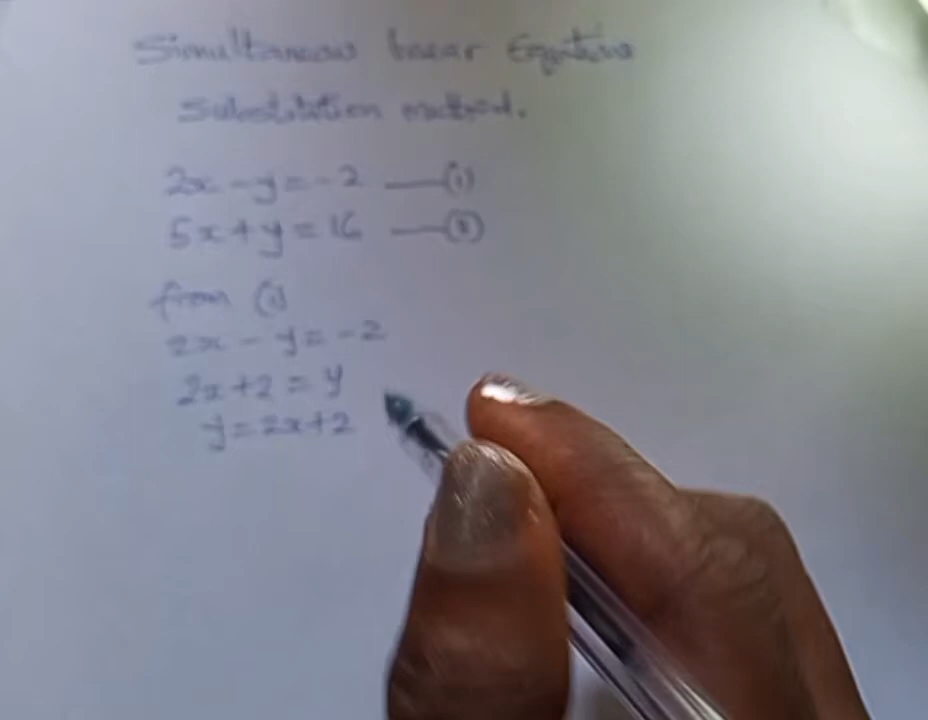 Simultaneous linear Equations
Substitution method.
2x - y = -2 —— (1)
5x + y = 16 —— (2)
from (1)
2x - y = -2
2x + 2 = y
y = 2x + 2